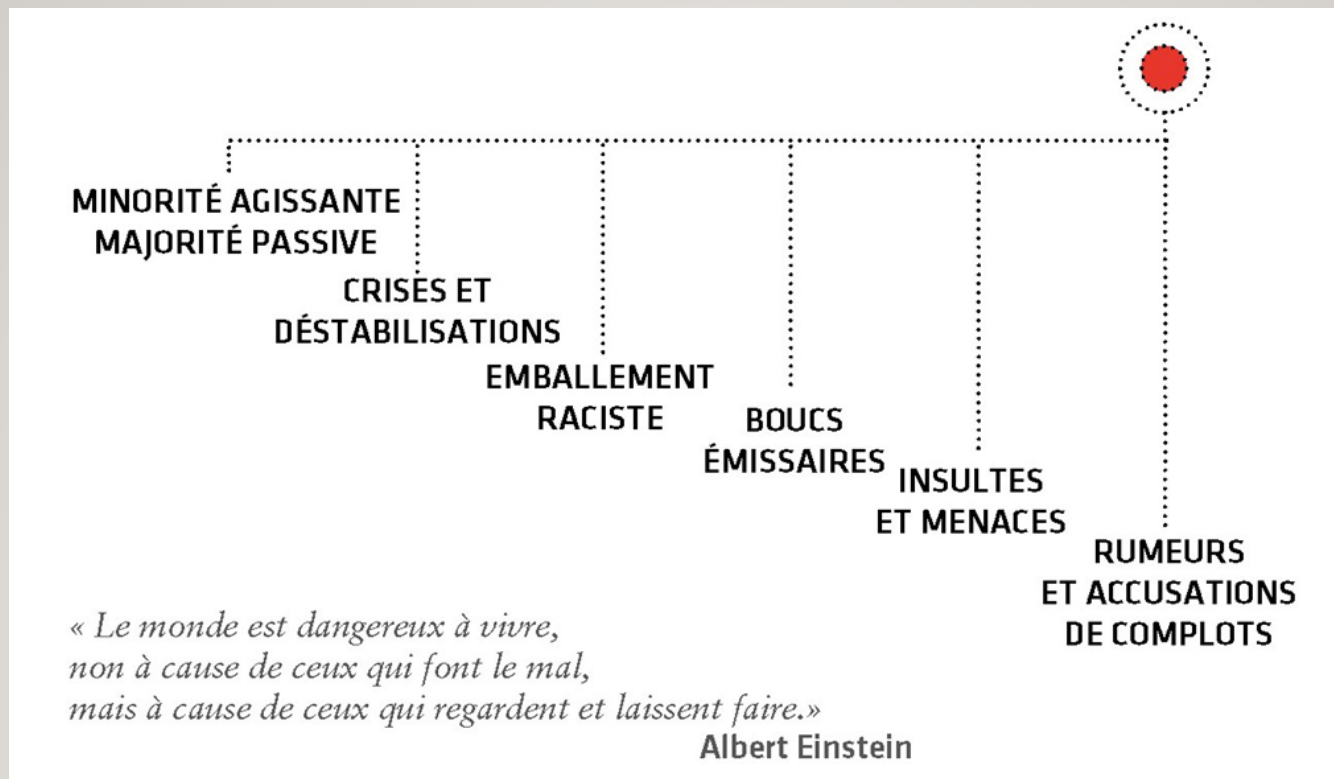 MINORITÉ AGISSANTE
MAJORITÉ PASSIVE
CRISES ET
DÉSTABILISATIONS
EMBALLEMENT
RACISTE
BOUCS
ÉMISSAIRES
INSULTES
ET MENACES
RUMEURS
ET ACCUSATIONS
DE COMPLOTS
« Le monde est dangereux à vivre,
non à cause de ceux qui font le mal,
mais à cause de ceux qui regardent et laissent faire.»
Albert Einstein